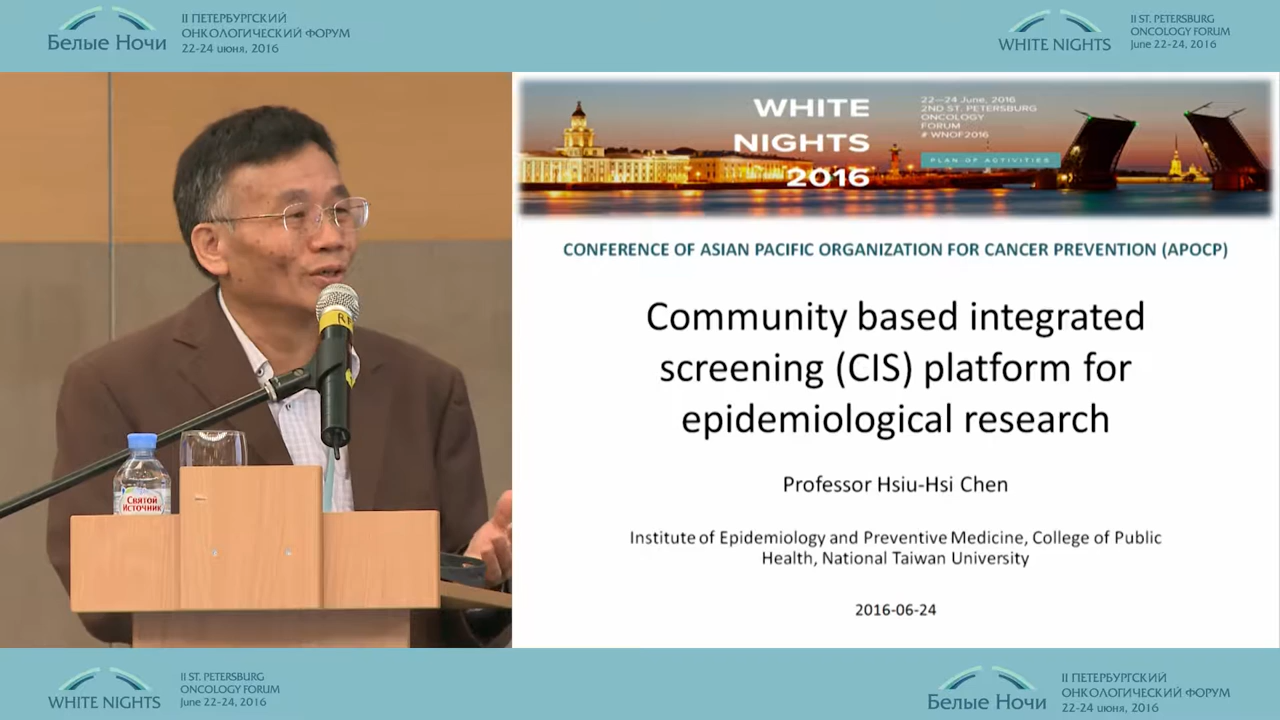 Белые Ночи
II ПЕТЕРБУРГСКИЙ
ОНКОЛОГИЧЕСКИЙ ФОРУМ
22-24 июня, 2016
WHITE NIGHTS
II ST. PETERSBURG
ONCOLOGY FORUM
June 22-24, 2016
WHITE
NIGHTS
2016
22—24 June, 2016
2ND ST. PETERSBURG
ONCOLOGY
FORUM
# WNOF2016
PLAN OF ACTIVITIES
CONFERENCE OF ASIAN PACIFIC ORGANIZATION FOR CANCER PREVENTION (APOCP)
Community based integrated
screening (CIS) platform for
epidemiological research
Professor Hsiu-Hsi Chen
Institute of Epidemiology and Preventive Medicine, College of Public
Health, National Taiwan University
2016-06-24
Святой
Источник
WHITE NIGHTS
II ST. PETERSBURG
ONCOLOGY FORUM
June 22-24, 2016
Белые Ночи
II ПЕТЕРБУРГСКИЙ
ОНКОЛОГИЧЕСКИЙ ФОРУМ
22-24 июня, 2016